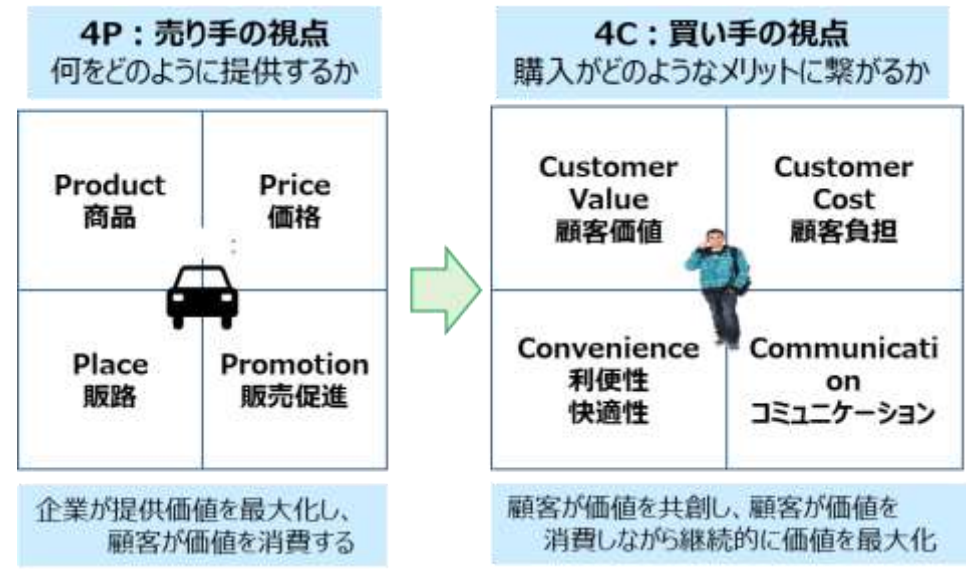 4P：売り手の視点
何をどのように提供するか
Product
商品
Price
価格
Place
販路
Promotion
販売促進
企業が提供価値を最大化し、
顧客が価値を消費する
4C：買い手の視点
購入がどのようなメリットに繋がるか
Customer
Value
顧客価値
Customer
Cost
顧客負担
Convenience
利便性
快適性
Communicati
on
コミュニケーション
顧客が価値を共創し、顧客が価値を
消費しながら継続的に価値を最大化